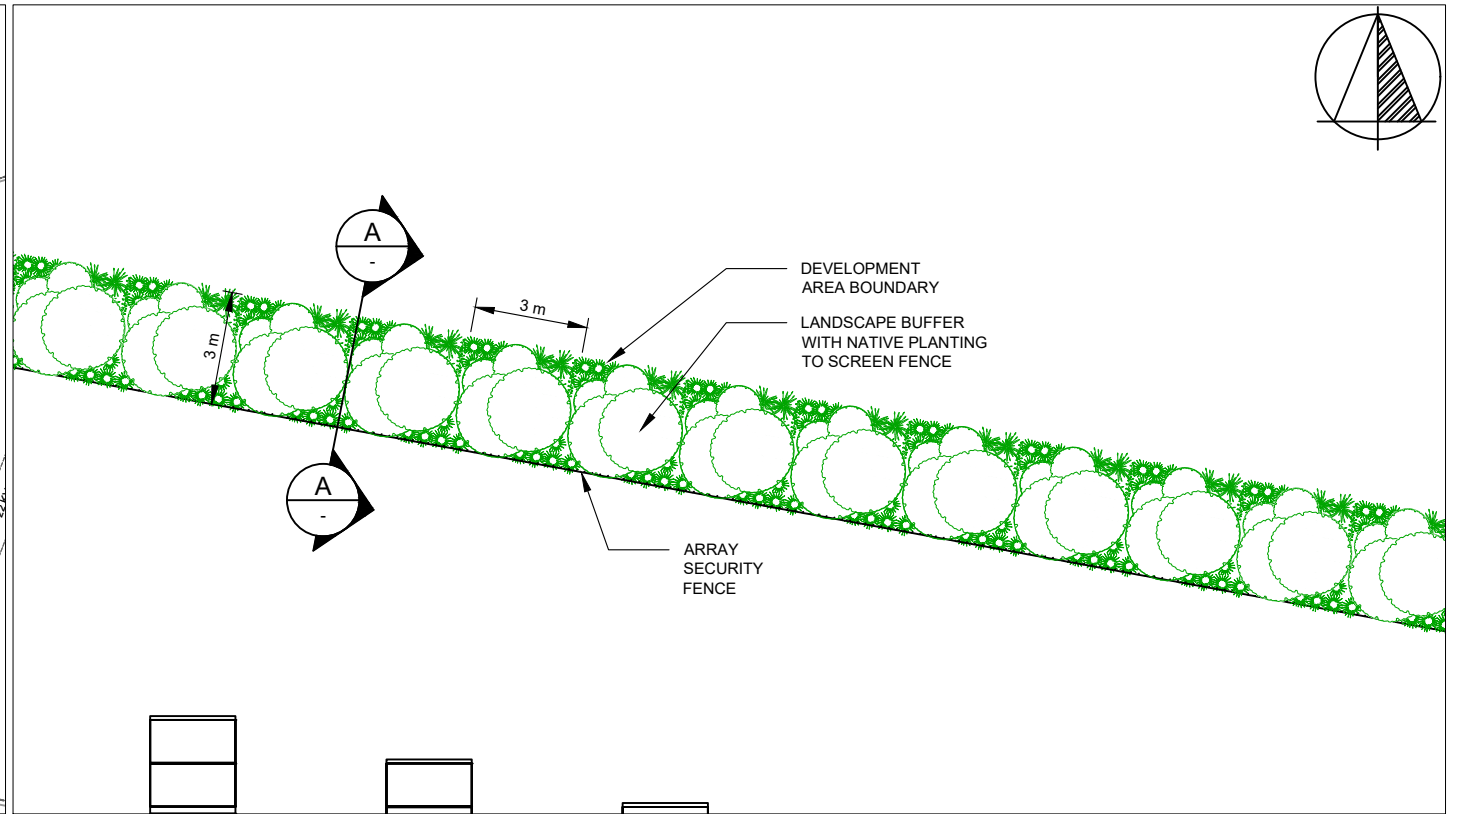 A
-
3 m
3 m
DEVELOPMENT
AREA BOUNDARY
LANDSCAPE BUFFER
WITH NATIVE PLANTING
TO SCREEN FENCE
A
-
ARRAY
SECURITY
FENCE